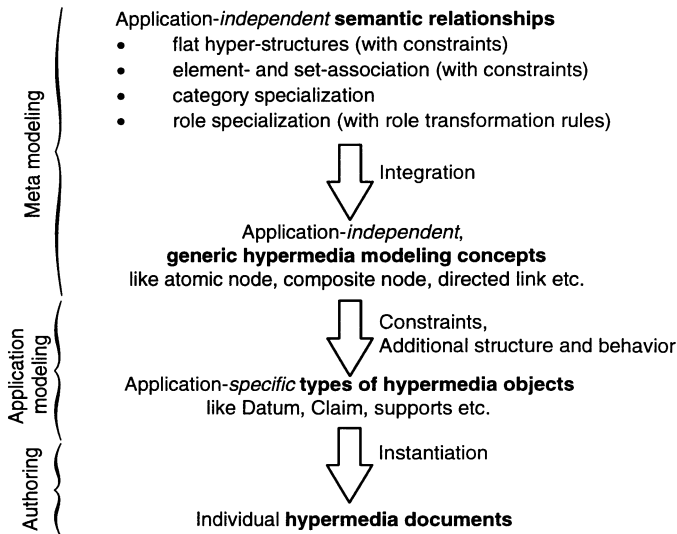 Application-independent semantic relationships
• flat hyper-structures (with constraints)
• element- and set-association (with constraints)
• category specialization
• role specialization (with role transformation rules)
Meta modeling
Integration
Application-independent,
generic hypermedia modeling concepts
like atomic node, composite node, directed link etc.
Constraints,
Additional structure and behavior
Application
modeling
Application-specific types of hypermedia objects
like Datum, Claim, supports etc.
Instantiation
Authoring
Individual hypermedia documents